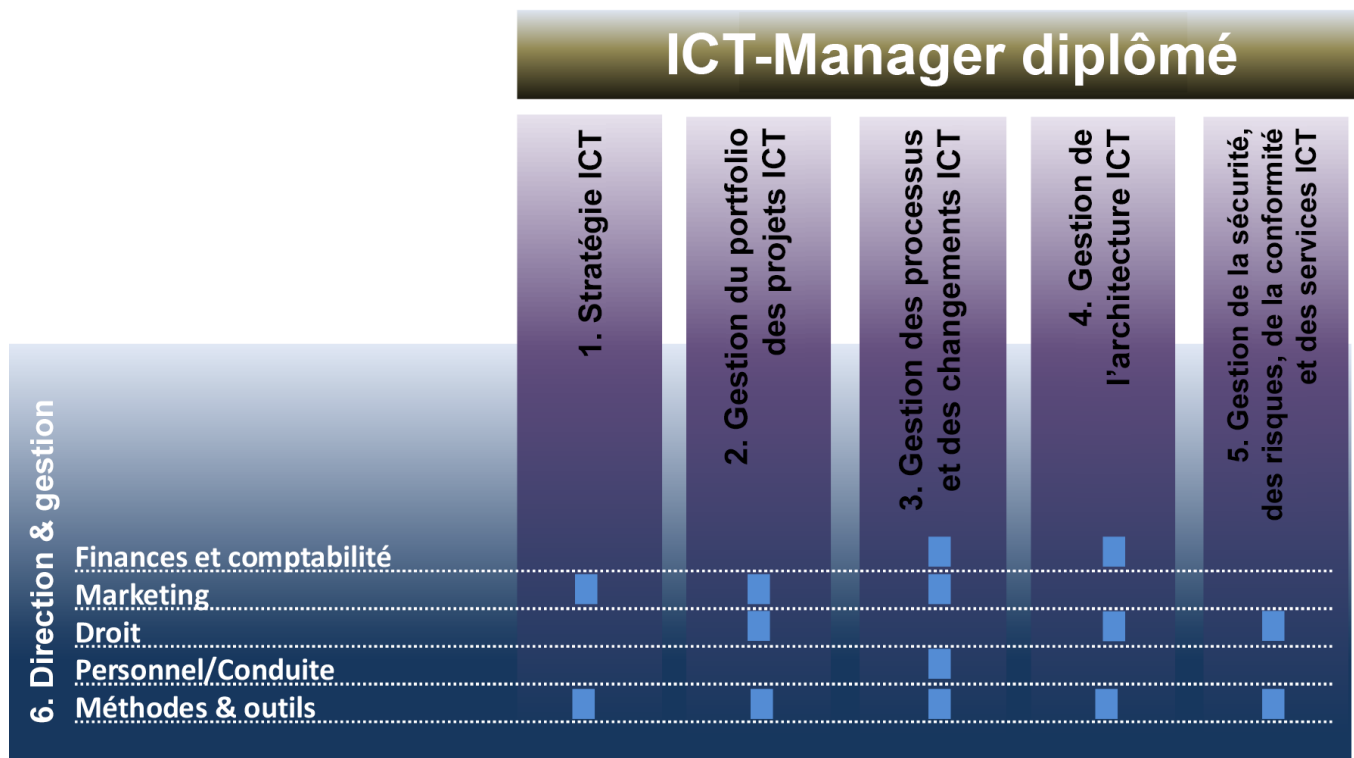 ICT-Manager diplômé
1. Stratégie ICT
2. Gestion du portfolio
des projets ICT
3. Gestion des processus
et des changements ICT
4. Gestion de
l’architecture ICT
5. Gestion de la sécurité,
des risques, de la conformité
et des services ICT
6. Direction & gestion
Finances et comptabilité
Marketing
Droit
Personnel/Conduite
Méthodes & outils